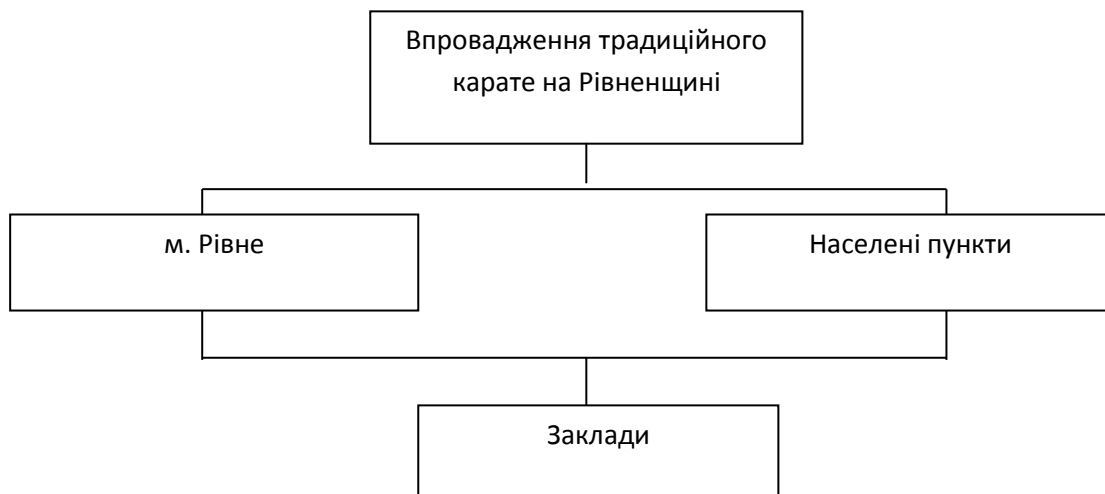 Впровадження традиційного
карате на Рівненщині
м. Рівне
Населені пункти
Заклади